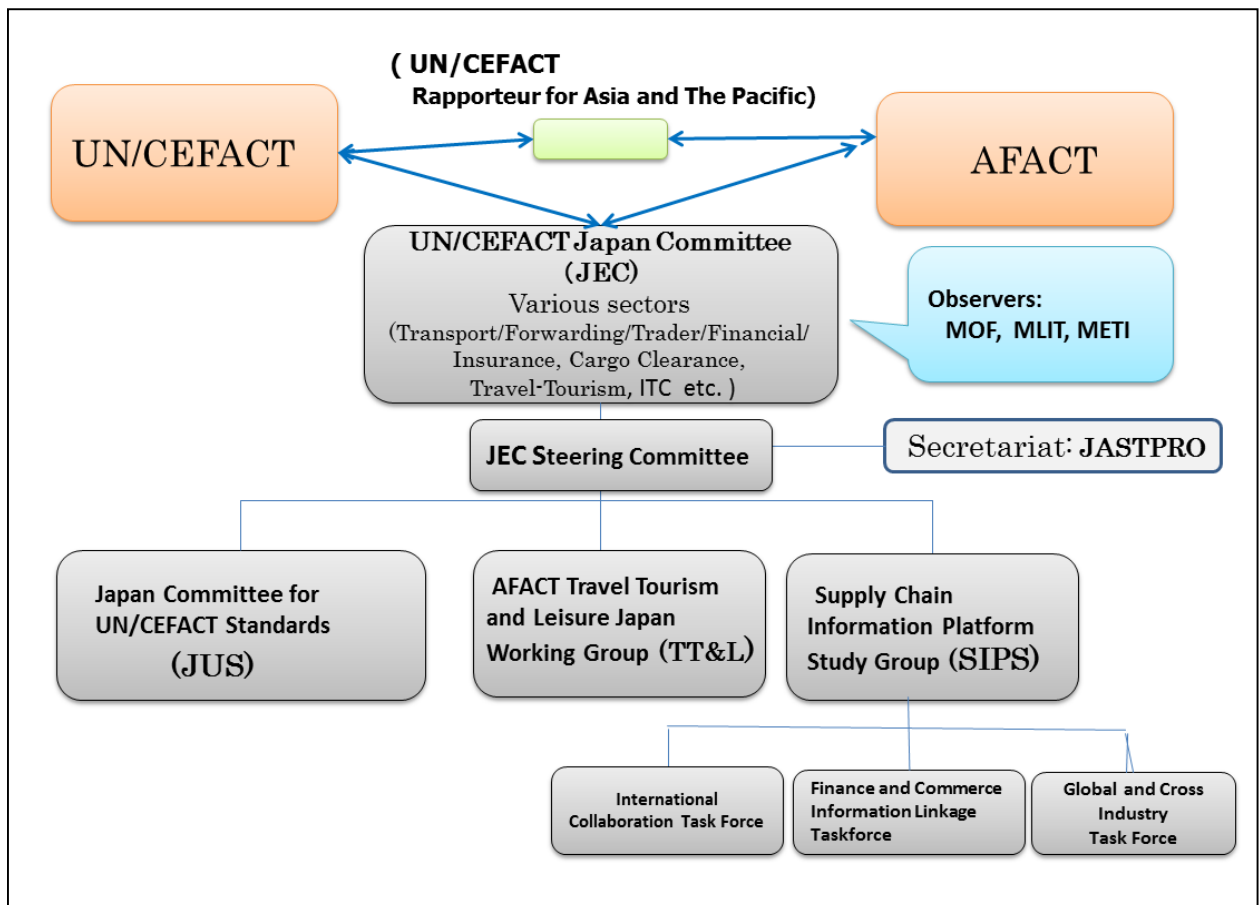 ( UN/CEFACT
Rapporteur for Asia and The Pacific)
UN/CEFACT
AFACT
UN/CEFACT Japan Committee
(JEC)
Various sectors
(Transport/Forwarding/Trader/Financial/
Insurance, Cargo Clearance,
Travel-Tourism, ITC etc. )
Observers:
MOF, MLIT, METI
JEC Steering Committee
Secretariat: JASTPRO
Japan Committee for
UN/CEFACT Standards
(JUS)
AFACT Travel Tourism
and Leisure Japan
Working Group (TT&L)
Supply Chain
Information Platform
Study Group (SIPS)
International
Collaboration Task Force
Finance and Commerce
Information Linkage
Taskforce
Global and Cross
Industry
Task Force